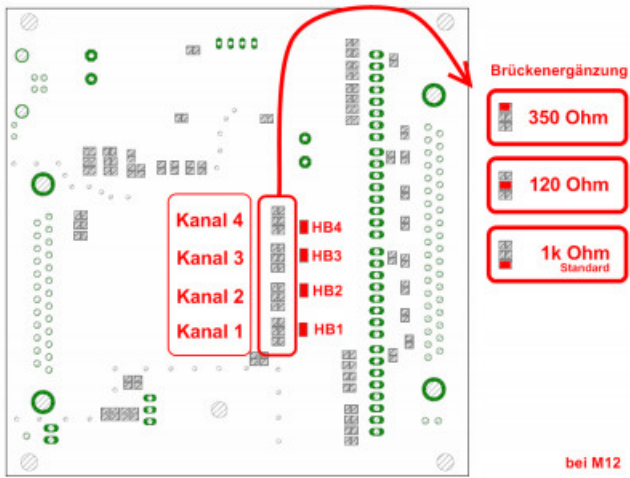 Brückenergänzung
350 Ohm
120 Ohm
1k Ohm
Standard
Kanal 4
HB4
Kanal 3
HB3
Kanal 2
HB2
Kanal 1
HB1
bei M12